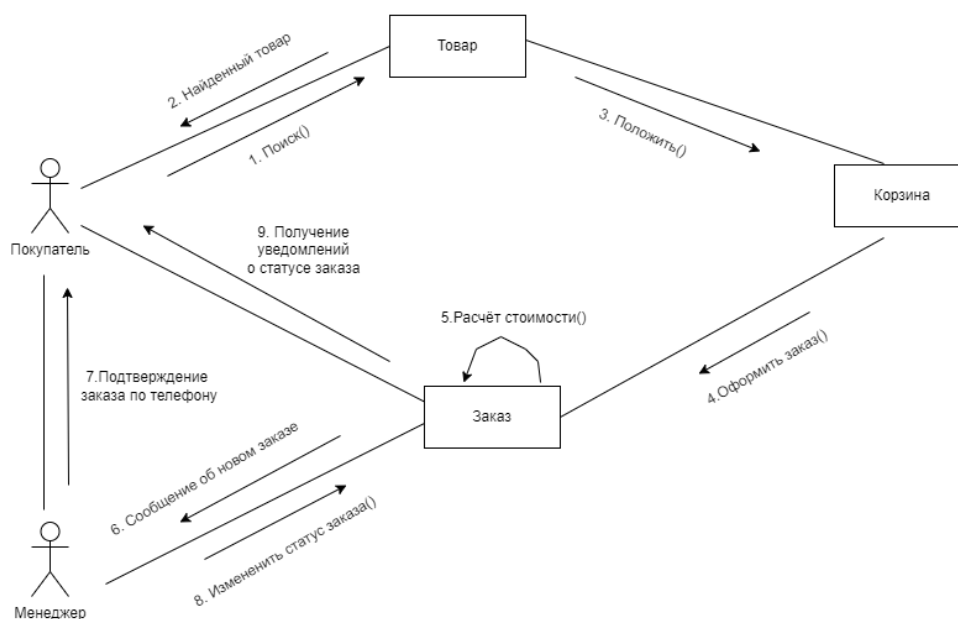 Товар
2. Найденный товар
1. Поиск()
3. Положить()
Корзина
Покупатель
9. Получение
уведомлений
о статусе заказа
5.Расчёт стоимости()
4.Оформить заказ()
7.Подтверждение
заказа по телефону
Заказ
6. Сообщение об новом заказе
8. Измененить статус заказа()
Менеджер